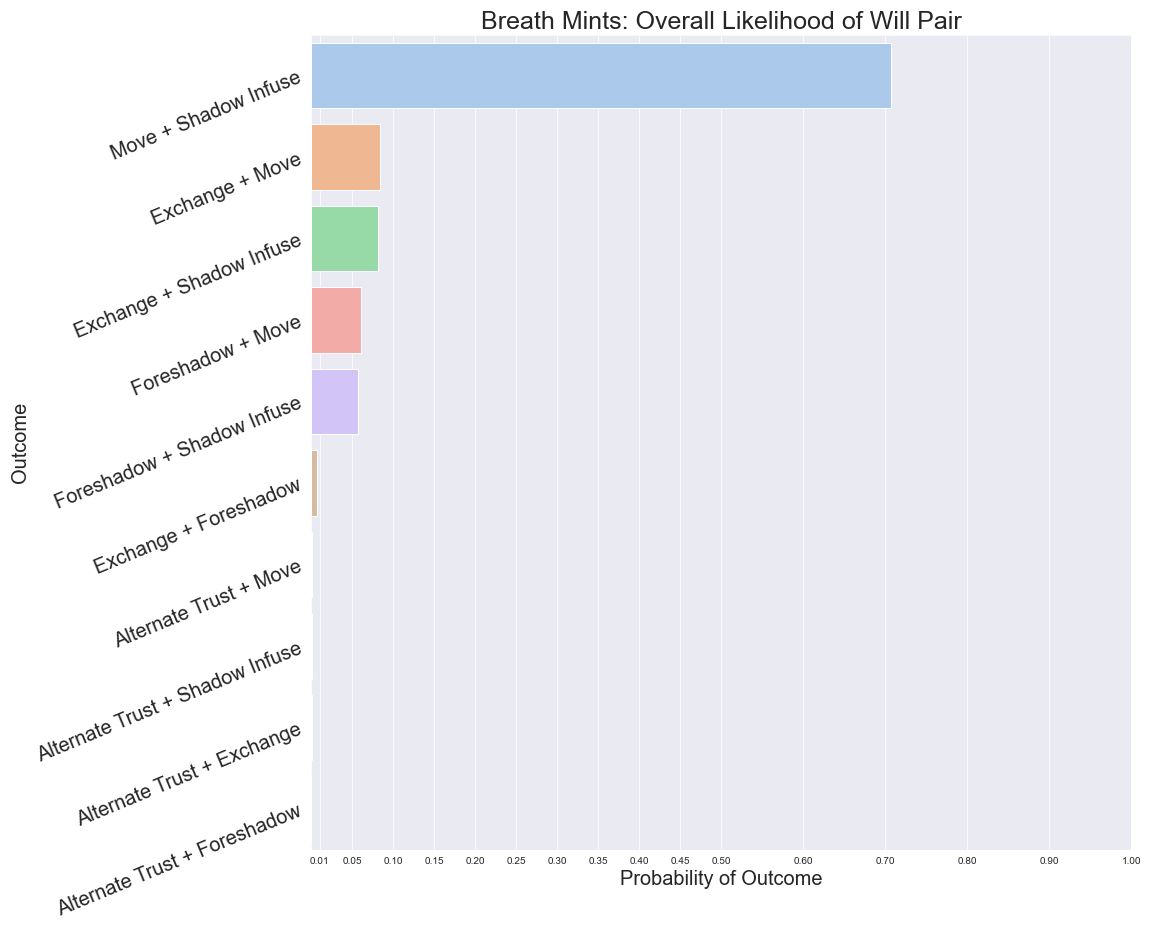 Breath Mints: Overall Likelihood of Will Pair
Outcome
Move + Shadow Infuse
Exchange + Move
Exchange + Shadow Infuse
Foreshadow + Move
Foreshadow + Shadow Infuse
Exchange + Foreshadow
Alternate Trust + Move
Alternate Trust + Shadow Infuse
Alternate Trust + Exchange
Alternate Trust + Foreshadow
0.01 0.05 0.10 0.15 0.20 0.25 0.30 0.35 0.40 0.45 0.50 0.60 0.70 0.80 0.90 1.00
Probability of Outcome